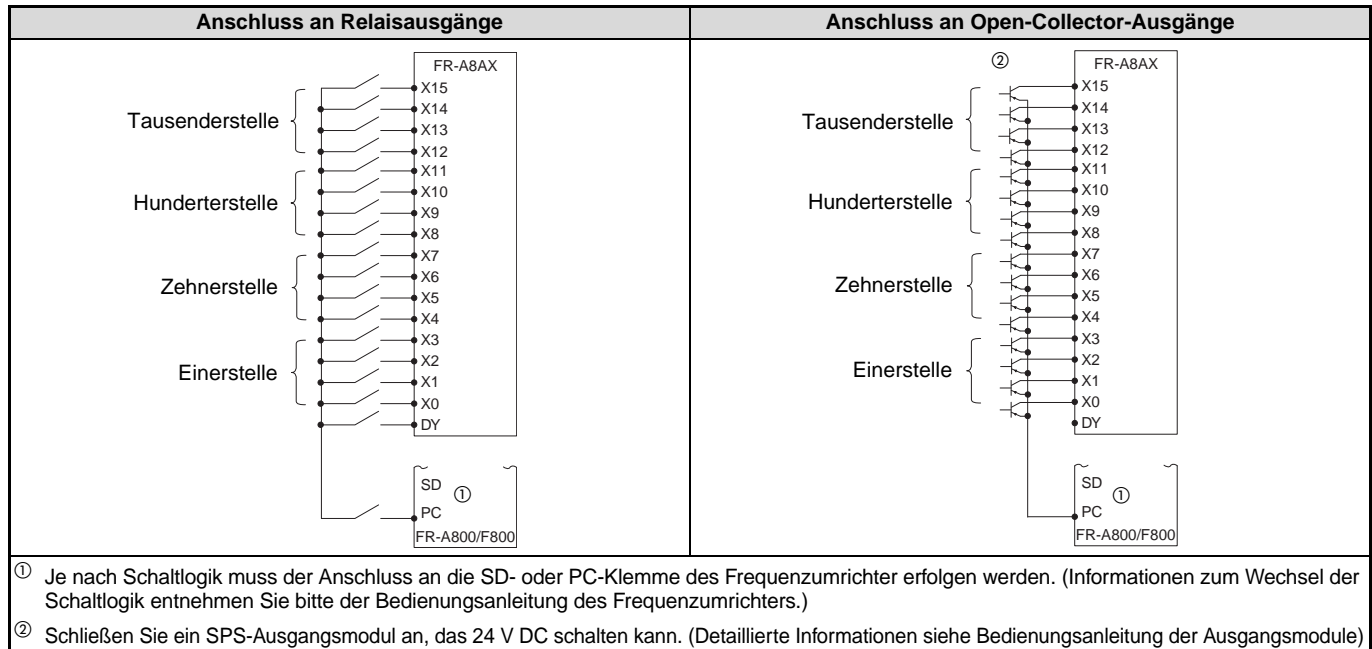 Anschluss an Relaisausgänge
Anschluss an Open-Collector-Ausgänge
FR-A8AX
X15
X14
Tausenderstelle
X13
X12
X11
X10
Hunderterstelle
X9
X8
X7
X6
Zehnerstelle
X5
X4
X3
X2
Einerstelle
X1
X0
DY
SD
①
PC
FR-A800/F800
②
FR-A8AX
X15
X14
Tausenderstelle
X13
X12
X11
X10
Hunderterstelle
X9
X8
X7
X6
Zehnerstelle
X5
X4
X3
X2
Einerstelle
X1
X0
DY
SD
①
PC
FR-A800/F800
① Je nach Schaltlogik muss der Anschluss an die SD- oder PC-Klemme des Frequenzumrichter erfolgen werden. (Informationen zum Wechsel der
Schaltlogik entnehmen Sie bitte der Bedienungsanleitung des Frequenzumrichters.)
② Schließen Sie ein SPS-Ausgangsmodul an, das 24 V DC schalten kann. (Detaillierte Informationen siehe Bedienungsanleitung der Ausgangsmodule)